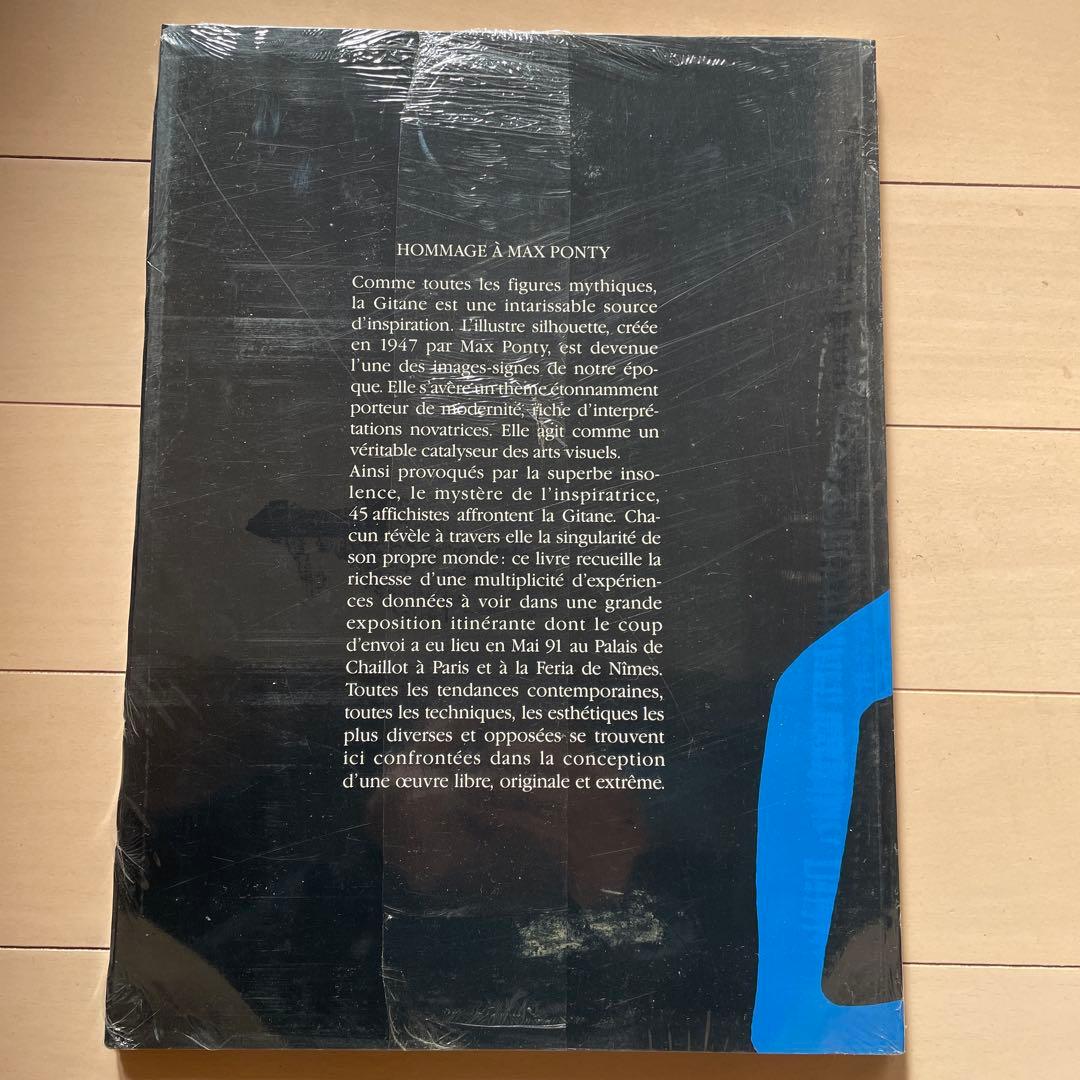 HOMMAGE À MAX PONTY
Comme toutes les figures mythiques,
la Gitane est une intarissable source
d'inspiration. L'illustre silhouette, créée
en 1947 par Max Ponty, est devenue
l'une des images-signes de notre épo-
que. Elle s'avère un thème étonnamment
porteur de modernité, riche d'interpré-
tations novatrices. Elle agit comme un
véritable catalyseur des arts visuels.
Ainsi provoqués par la superbe inso-
lence, le mystère de l'inspiratrice,
45 affichistes affrontent la Gitane. Cha-
cun révèle à travers elle la singularité de
son propre monde : ce livre recueille la
richesse d'une multiplicité d'expérien-
ces données à voir dans une grande
exposition itinérante dont le coup
d'envoi a eu lieu en Mai 91 au Palais de
Chaillot à Paris et à la Feria de Nîmes.
Toutes les tendances contemporaines,
toutes les techniques, les esthétiques les
plus diverses et opposées se trouvent
ici confrontées dans la conception
d'une œuvre libre, originale et extrême.